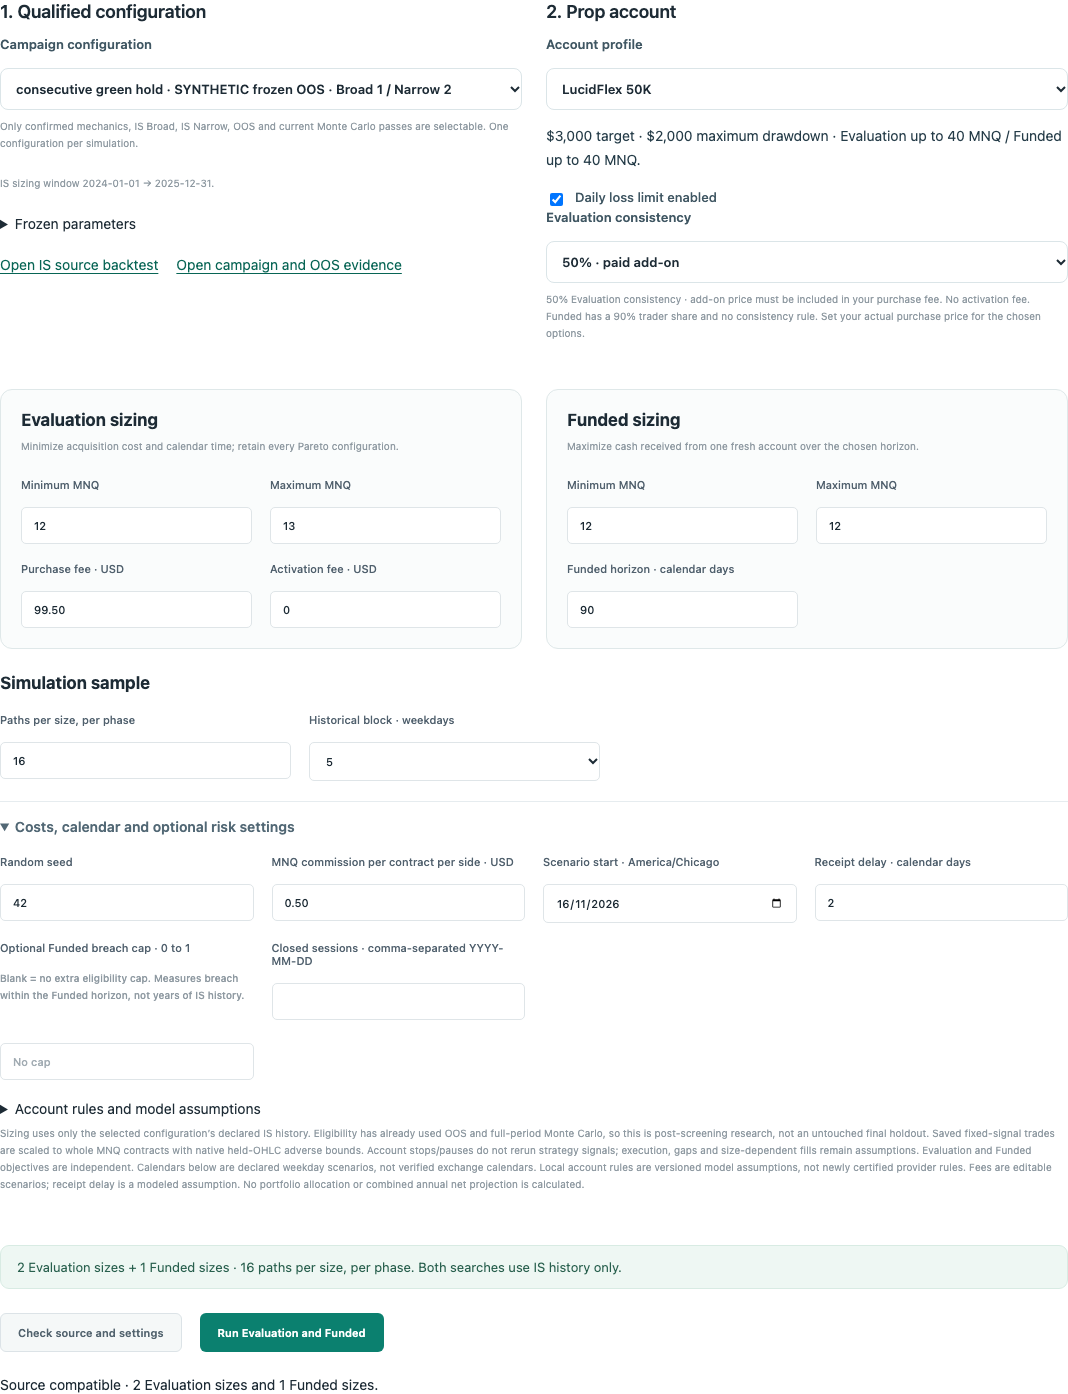 1. Qualified configuration
Campaign configuration
consecutive green hold · SYNTHETIC frozen OOS · Broad 1 / Narrow 2
Only confirmed mechanics, IS Broad, IS Narrow, OOS and current Monte Carlo passes are selectable. One
configuration per simulation.
IS sizing window 2024-01-01 → 2025-12-31.
Frozen parameters
Open IS source backtest Open campaign and OOS evidence
2. Prop account
Account profile
LucidFlex 50K
$3,000 target · $2,000 maximum drawdown · Evaluation up to 40 MNQ / Funded
up to 40 MNQ.
Daily loss limit enabled
Evaluation consistency
50% · paid add-on
50% Evaluation consistency · add-on price must be included in your purchase fee. No activation fee.
Funded has a 90% trader share and no consistency rule. Set your actual purchase price for the chosen
options.
Evaluation sizing
Minimize acquisition cost and calendar time; retain every Pareto configuration.
Minimum MNQ Maximum MNQ
12 13
Purchase fee · USD Activation fee · USD
99.50 0
Funded sizing
Maximize cash received from one fresh account over the chosen horizon.
Minimum MNQ Maximum MNQ
12 12
Funded horizon · calendar days
90
Simulation sample
Paths per size, per phase Historical block · weekdays
16 5
Costs, calendar and optional risk settings
Random seed MNQ commission per contract per side · USD Scenario start · America/Chicago Receipt delay · calendar days
42 0.50 16/11/2026 2
Optional Funded breach cap · 0 to 1
Blank = no extra eligibility cap. Measures breach
within the Funded horizon, not years of IS history.
No cap
Closed sessions · comma-separated YYYY-
MM-DD
Account rules and model assumptions
Sizing uses only the selected configuration's declared IS history. Eligibility has already used OOS and full-period Monte Carlo, so this is post-screening research, not an untouched final holdout. Saved fixed-signal trades
are scaled to whole MNQ contracts with native held-OHLC adverse bounds. Account stops/pauses do not rerun strategy signals; execution, gaps and size-dependent fills remain assumptions. Evaluation and Funded
objectives are independent. Calendars below are declared weekday scenarios, not verified exchange calendars. Local account rules are versioned model assumptions, not newly certified provider rules. Fees are editable
scenarios; receipt delay is a modeled assumption. No portfolio allocation or combined annual net projection is calculated.
2 Evaluation sizes + 1 Funded sizes · 16 paths per size, per phase. Both searches use IS history only.
Check source and settings Run Evaluation and Funded
Source compatible · 2 Evaluation sizes and 1 Funded sizes.